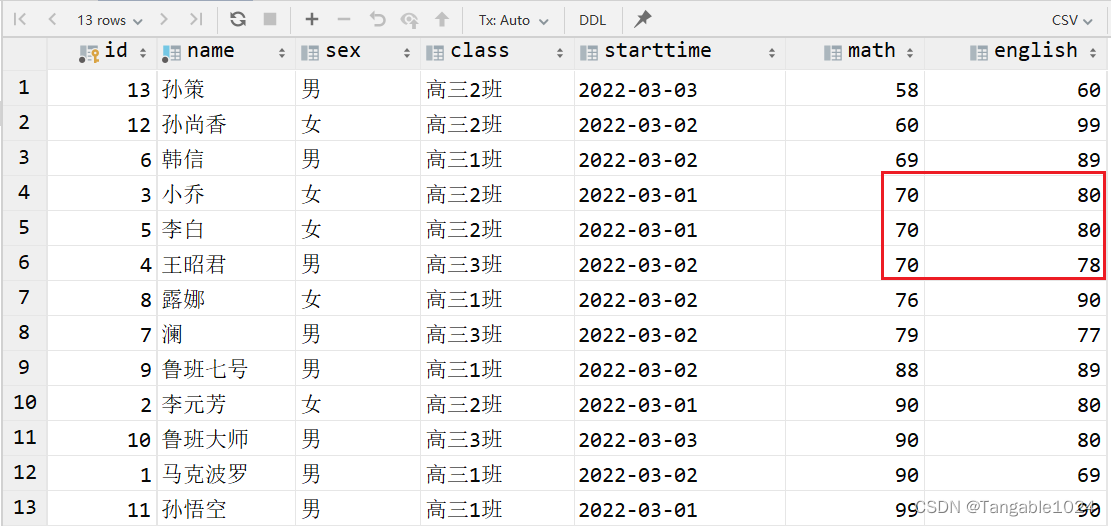 13 rows Tx: Auto DDL CSV
id name sex class starttime math english
1 13 孙策 男 高三2班 2022-03-03 58 60
2 12 孙尚香 女 高三2班 2022-03-02 60 99
3 6 韩信 男 高三1班 2022-03-02 69 89
4 3 小乔 女 高三2班 2022-03-01 70 80
5 5 李白 女 高三2班 2022-03-01 70 80
6 4 王昭君 男 高三3班 2022-03-02 70 78
7 8 露娜 女 高三1班 2022-03-02 76 90
8 7 澜 男 高三3班 2022-03-02 79 77
9 9 鲁班七号 男 高三1班 2022-03-02 88 89
10 2 李元芳 女 高三2班 2022-03-01 90 80
11 10 鲁班大师 男 高三3班 2022-03-03 90 80
12 1 马克波罗 男 高三1班 2022-03-02 90 69
13 11 孙悟空 男 高三1班 2022-03-02 99 90
CSDN @Tangable1024